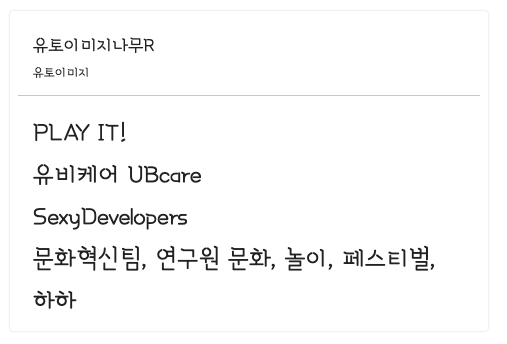 유토이미지나무R
유토이미지
PLAY IT!
유비케어 UBcare
SexyDevelopers
문화혁신팀, 연구원 문화, 놀이, 페스티벌,
하하